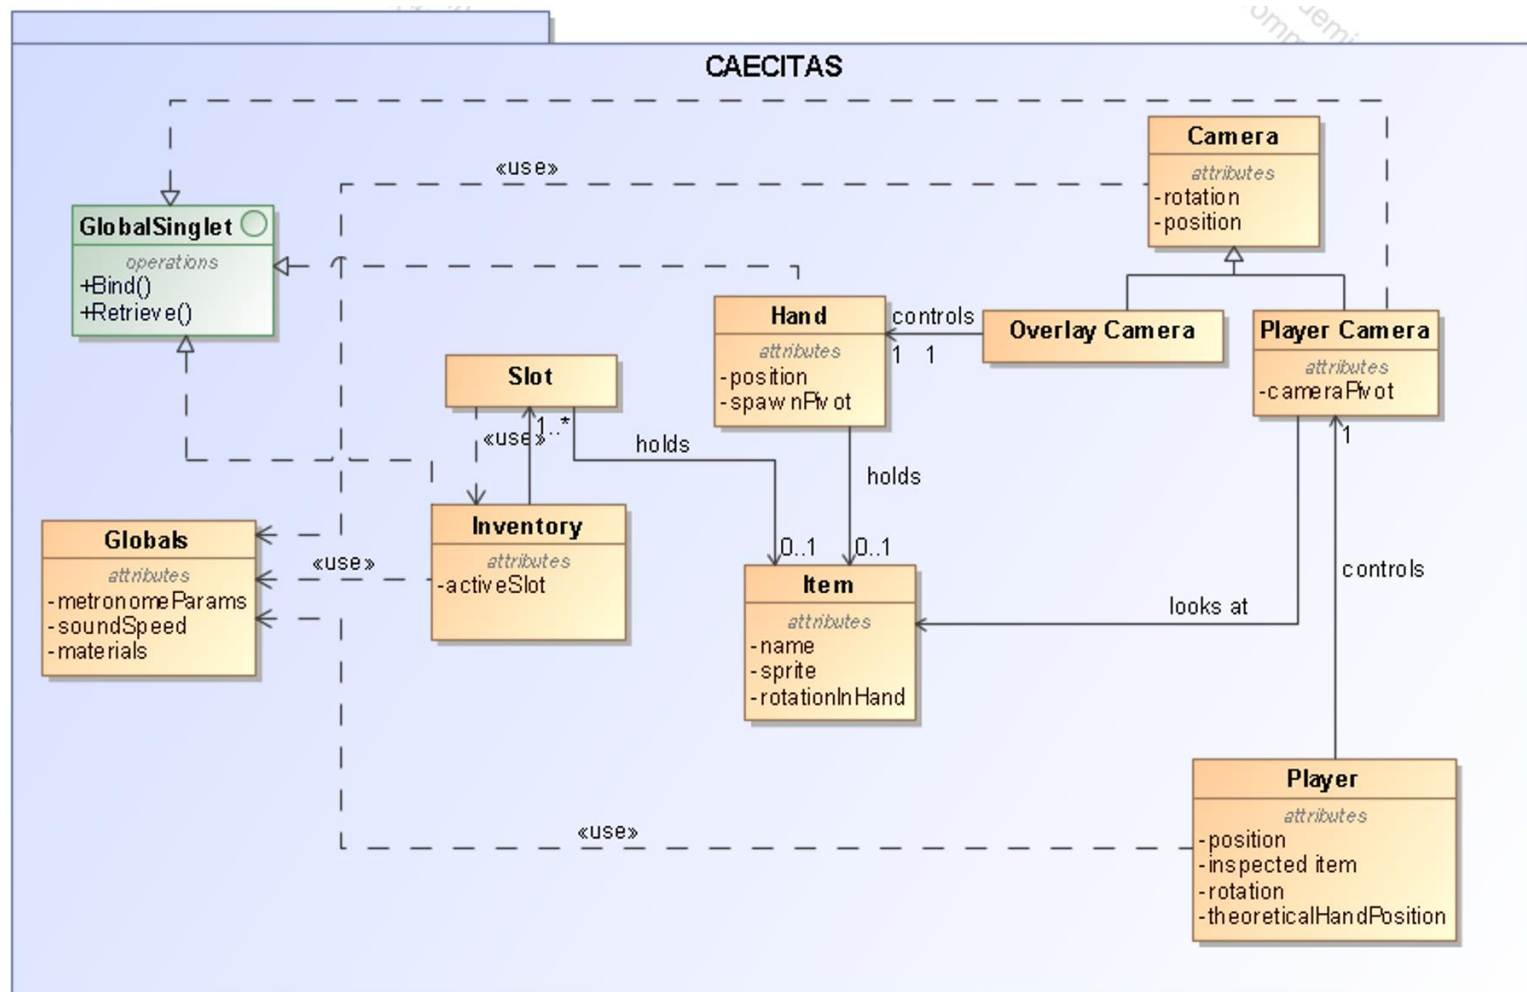 CAECITAS
Camera
attributes
-rotation
-position
«use»
GlobalSinglet
operations
+Bind()
+Retrieve()
Hand
attributes
-position
-spawnPivot
controls
1 1
Overlay Camera
Player Camera
attributes
-cameraPivot
1
Slot
1..*
«use»
holds
holds
Inventory
attributes
-activeSlot
Globals
attributes
-metronomeParams
-soundSpeed
-materials
«use»
0..1
0..1
Item
attributes
-name
-sprite
-rotationInHand
looks at
controls
Player
attributes
-position
-inspected item
-rotation
-theoreticalHandPosition
«use»